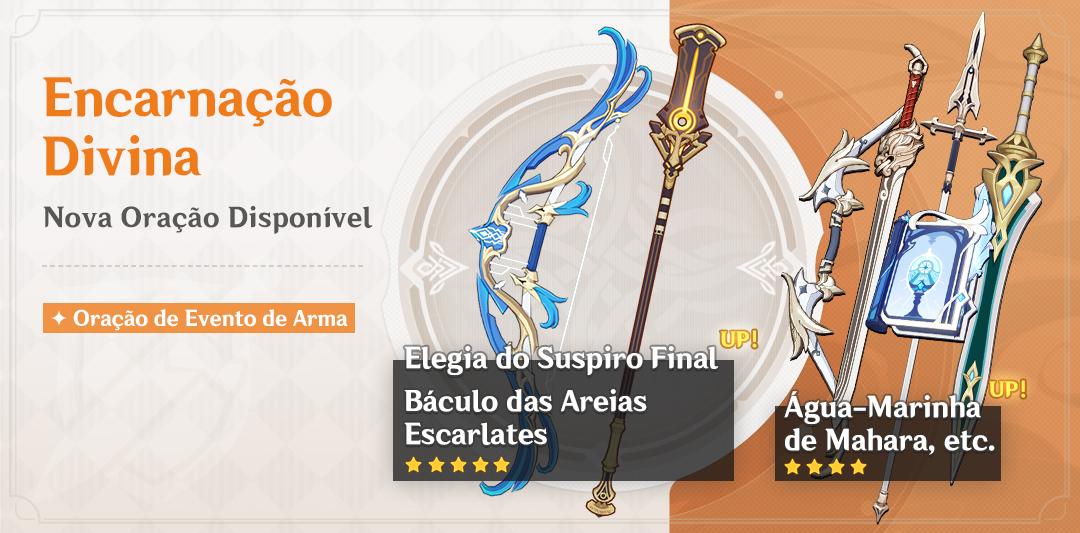 Encarnação
Divina
Nova Oração Disponível
✦ Oração de Evento de Arma
UP!
Elegia do Suspiro Final
Báculo das Areias
Escarlates
UP!
Água-Marinha
de Mahara, etc.